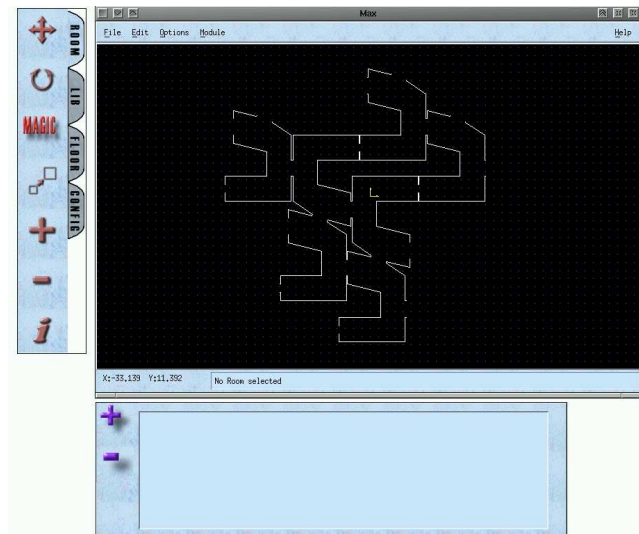 Max
File Edit Options Module Help
ROOM
LIB
MAGIC
FLOOR
CONFIG
X:-33,139 Y:11,392 No Room selected